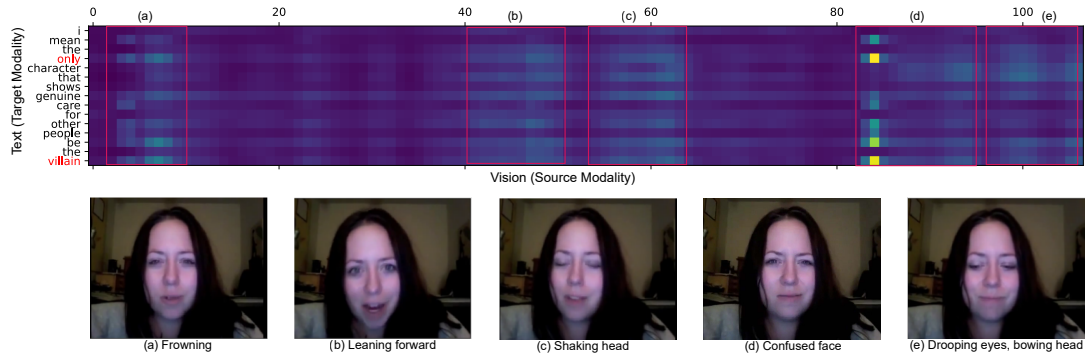 0 20 40 60 80 100
(a) (b) (c) (d) (e)
Text (Target Modality)
i
mean
the
only
character
that
shows
genuine
care
for
other
people
be
the
villain
Vision (Source Modality)
(a) Frowning
(b) Leaning forward
(c) Shaking head
(d) Confused face
(e) Drooping eyes, bowing head